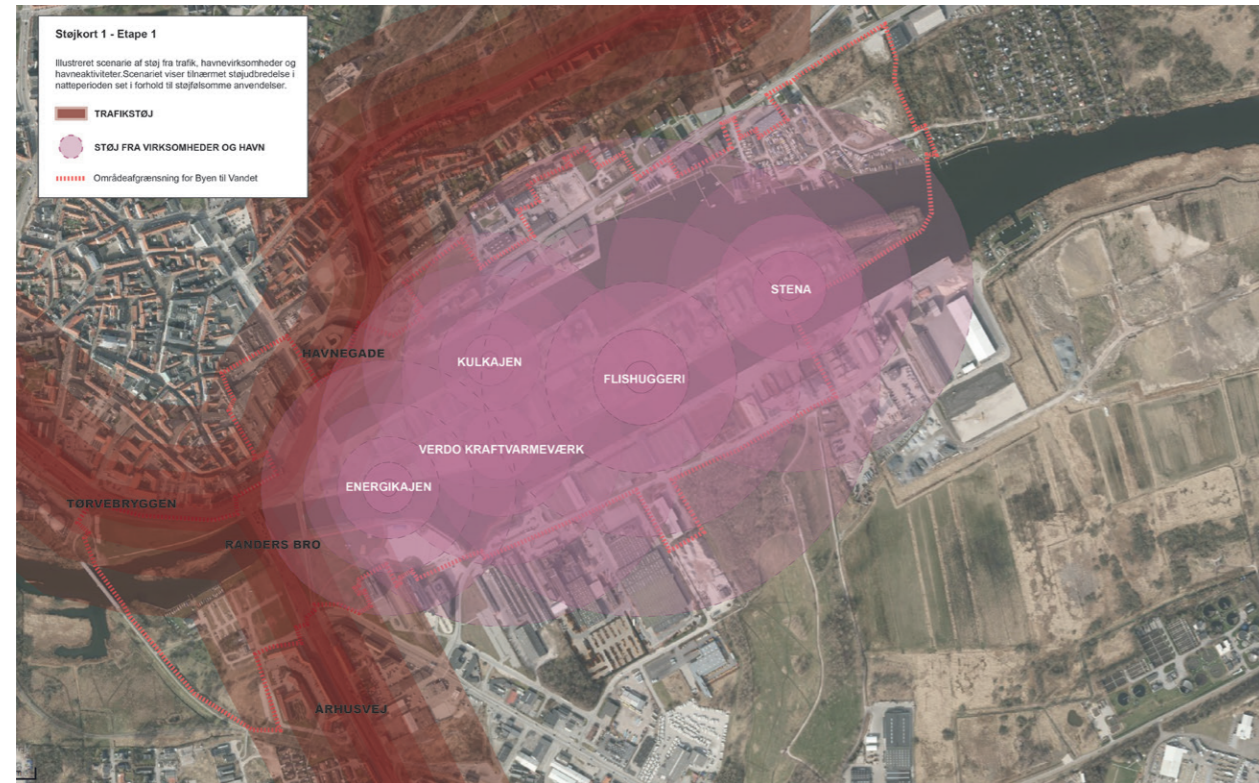 Støjkort 1 - Etape 1
Illustreret scenarie af støj fra trafik, havnevirksomheder og
havneaktiviteter.Scenariet viser tilnærmet støjudbredelse i
natteperioden set i forhold til støjfølsomme anvendelser.
TRAFIKSTØJ
STØJ FRA VIRKSOMHEDER OG HAVN
Områdeafgrænsning for Byen til Vandet
STENA
HAVNEGADE
KULKAJEN
FLISHUGGERI
VERDO KRAFTVARMEVÆRK
ENERGIKAJEN
TØRVEBRYGGEN
RANDERS BRO
ÅRHUSVEJ